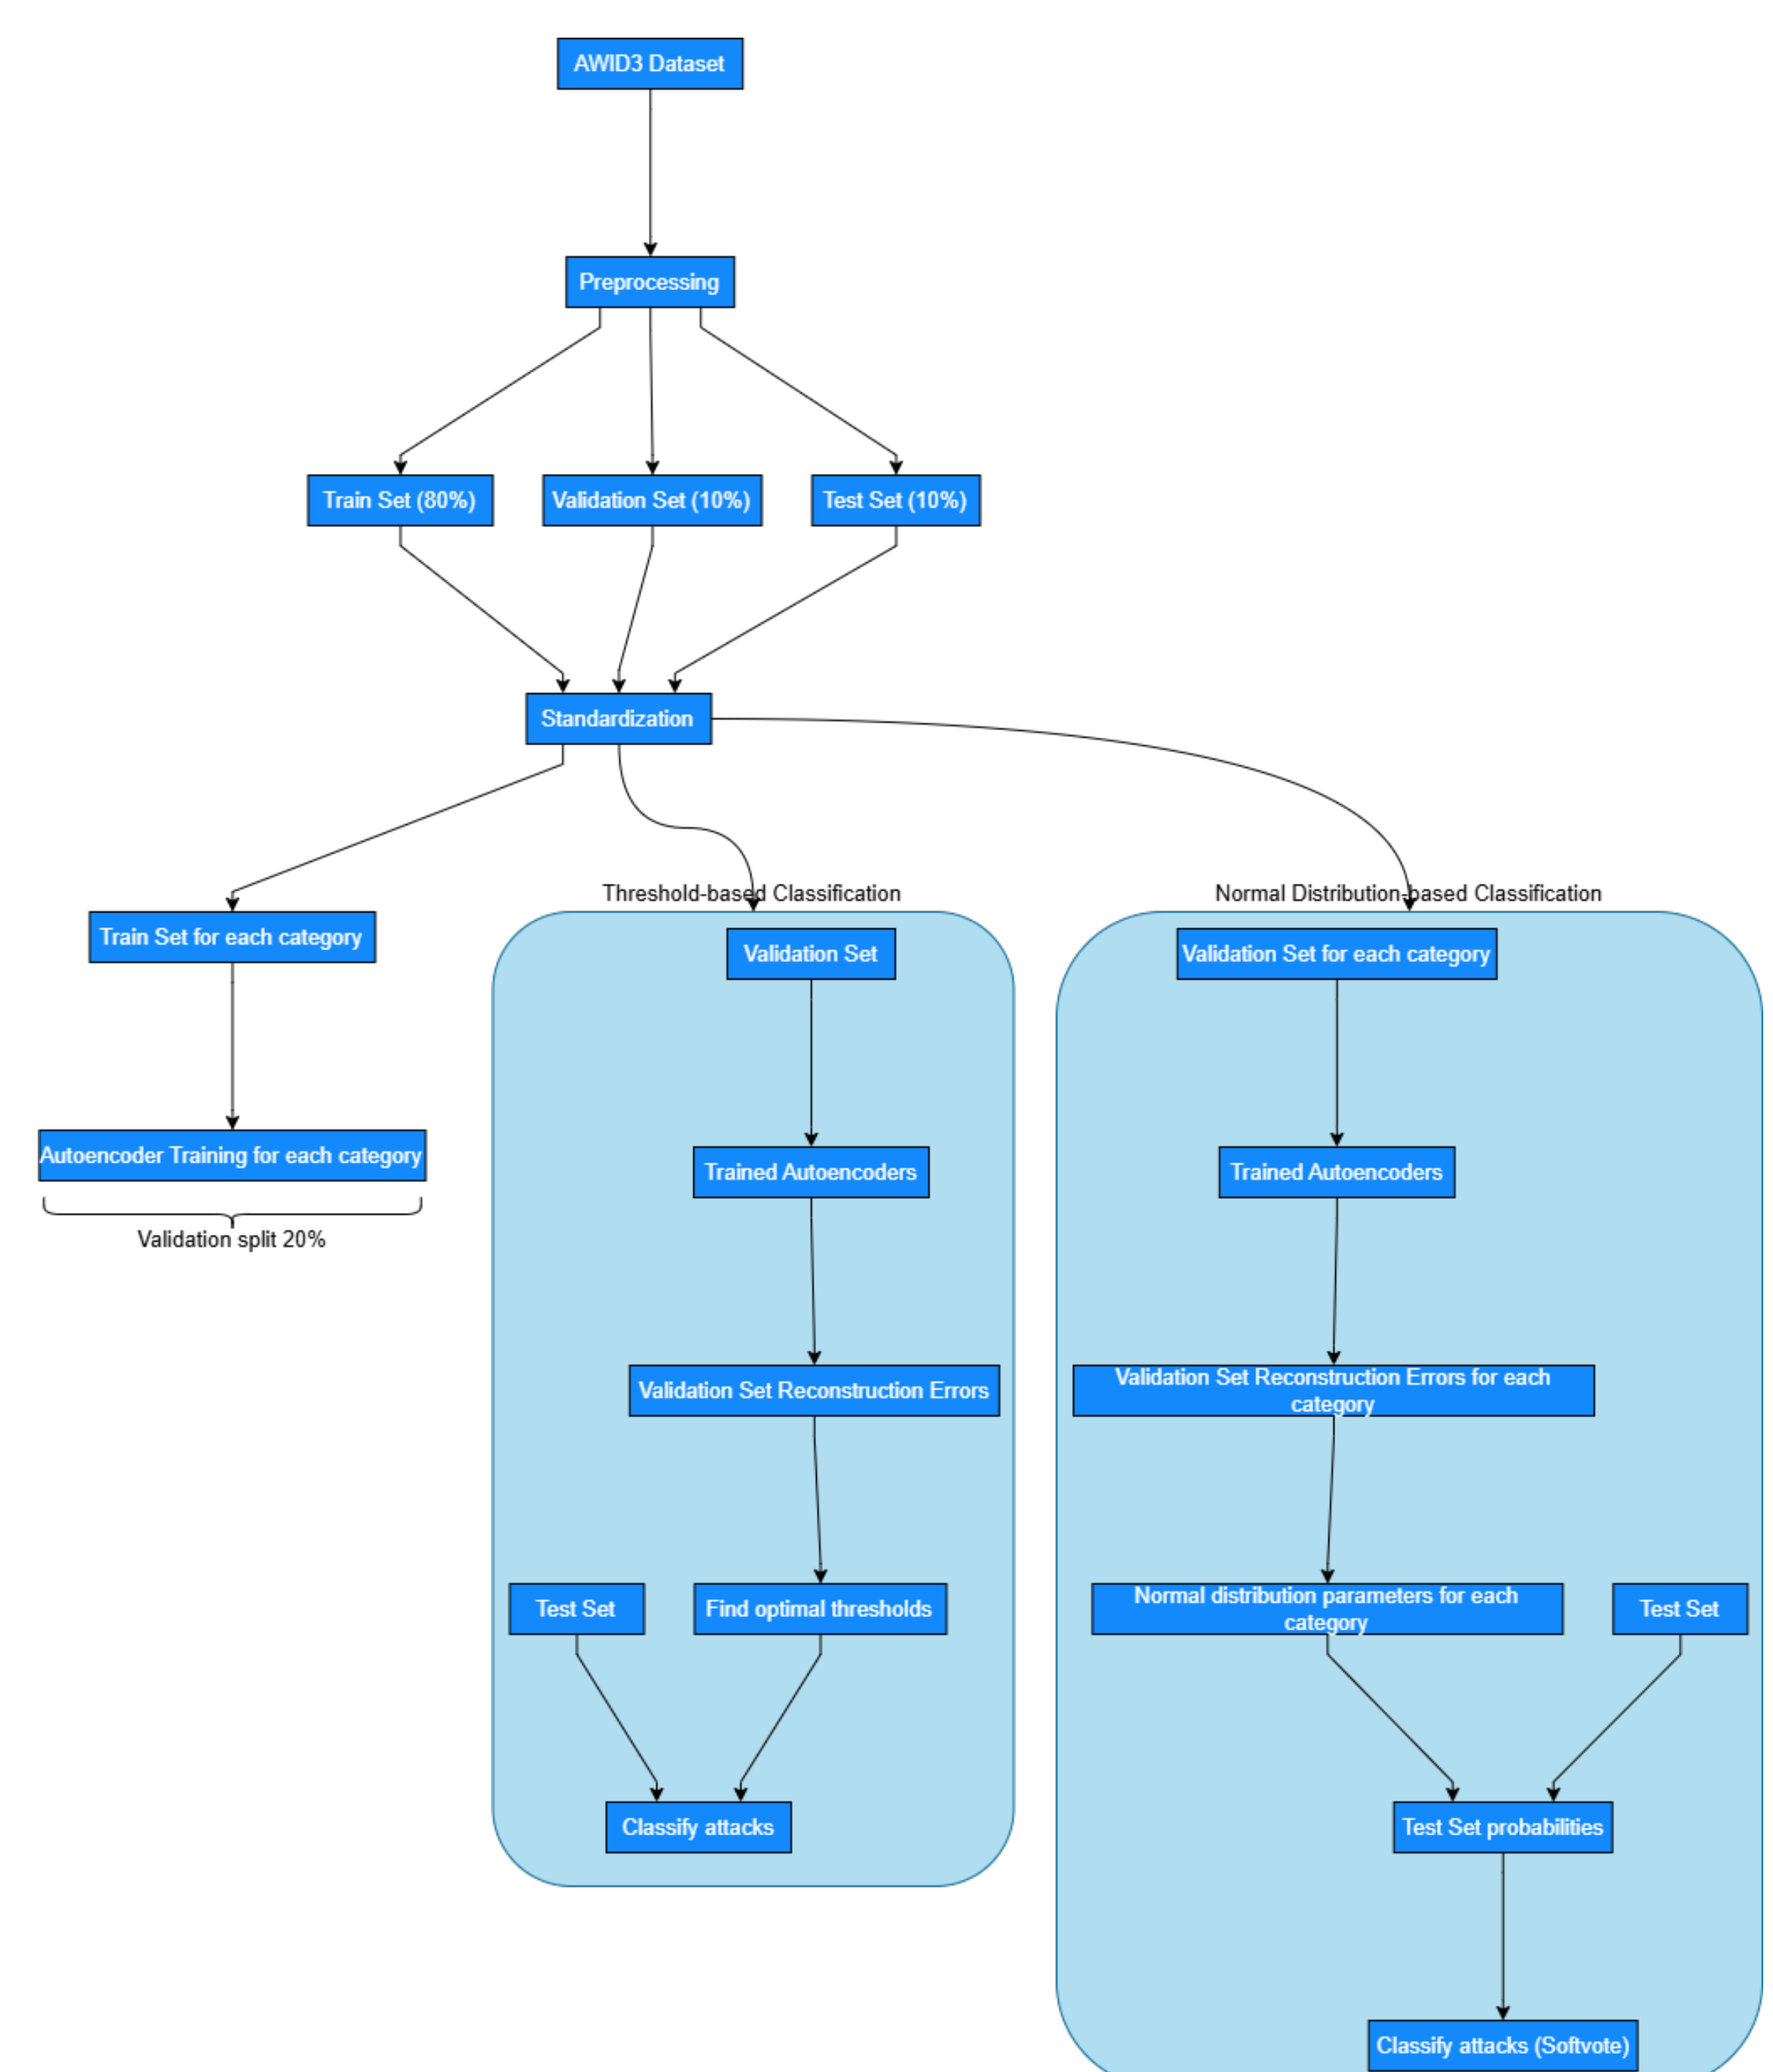 AWID3 Dataset
Preprocessing
Train Set (80%)
Validation Set (10%)
Test Set (10%)
Standardization
Train Set for each category
Autoencoder Training for each category
Validation split 20%
Threshold-based Classification
Validation Set
Trained Autoencoders
Validation Set Reconstruction Errors
Test Set
Find optimal thresholds
Classify attacks
Normal Distribution-based Classification
Validation Set for each category
Trained Autoencoders
Validation Set Reconstruction Errors for each
category
Normal distribution parameters for each
category
Test Set
Test Set probabilities
Classify attacks (Softvote)